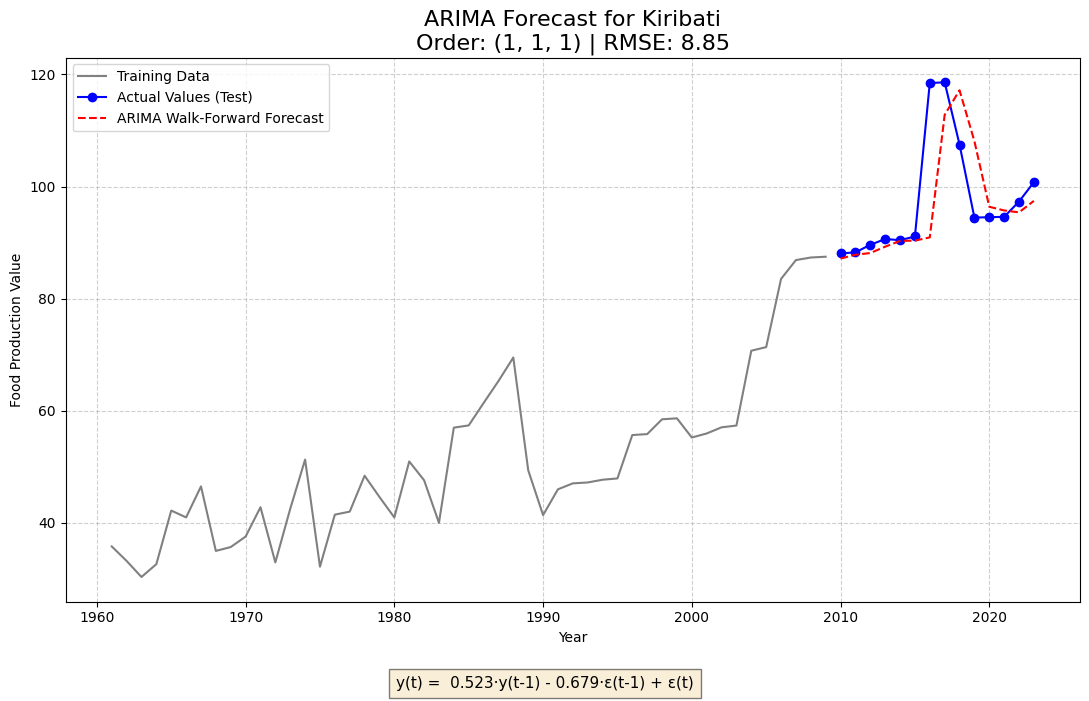 ARIMA Forecast for Kiribati
Order: (1, 1, 1) | RMSE: 8.85
Training Data
Actual Values (Test)
ARIMA Walk-Forward Forecast
Food Production Value
120
100
80
60
40
1960 1970 1980 1990 2000 2010 2020
Year
y(t) = 0.523·y(t-1) - 0.679·ε(t-1) + ε(t)